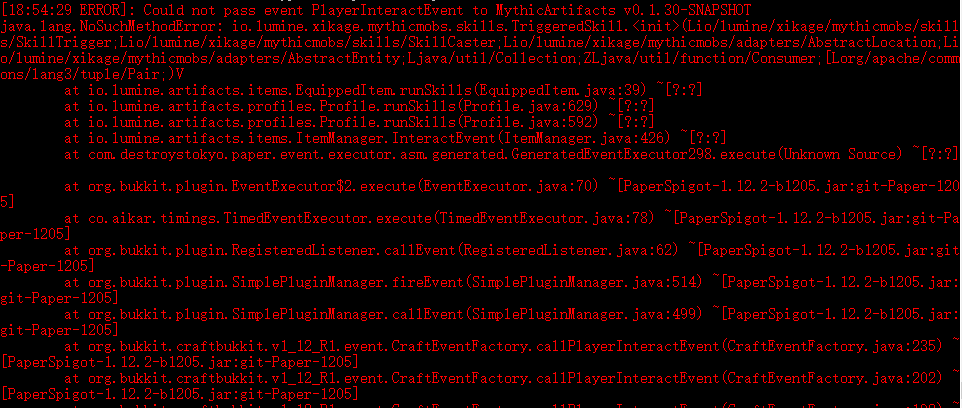 [18:54:29 ERROR]: Could not pass event PlayerInteractEvent to MythicArtifacts v0.1.30-SNAPSHOT
java.lang.NoSuchMethodError: io.lumine.xikage.mythicmobs.skills.TriggeredSkill.<init>(Lio/lumine/xikage/mythicmobs/skill
s/SkillTrigger;Lio/lumine/xikage/mythicmobs/skills/SkillCaster;Lio/lumine/xikage/mythicmobs/adapters/AbstractLocation;Li
o/lumine/xikage/mythicmobs/adapters/AbstractEntity;Ljava/util/Collection;ZLjava/util/function/Consumer;[Lorg/apache/comm
ons/lang3/tuple/Pair;)V
at io.lumine.artifacts.items.EquippedItem.runSkills(EquippedItem.java:39) ~[?:?]
at io.lumine.artifacts.profiles.Profile.runSkills(Profile.java:629) ~[?:?]
at io.lumine.artifacts.profiles.Profile.runSkills(Profile.java:592) ~[?:?]
at io.lumine.artifacts.items.ItemManager.InteractEvent(ItemManager.java:426) ~[?:?]
at com.destroystokyo.paper.event.executor.asm.generated.GeneratedEventExecutor298.execute(Unknown Source) ~[?:?]
at org.bukkit.plugin.EventExecutor$2.execute(EventExecutor.java:70) ~[PaperSpigot-1.12.2-b1205.jar:git-Paper-120
5]
at co.aikar.timings.TimedEventExecutor.execute(TimedEventExecutor.java:78) ~[PaperSpigot-1.12.2-b1205.jar:git-Pa
per-1205]
at org.bukkit.plugin.RegisteredListener.callEvent(RegisteredListener.java:62) ~[PaperSpigot-1.12.2-b1205.jar:git
-Paper-1205]
at org.bukkit.plugin.SimplePluginManager.fireEvent(SimplePluginManager.java:514) ~[PaperSpigot-1.12.2-b1205.jar:
git-Paper-1205]
at org.bukkit.plugin.SimplePluginManager.callEvent(SimplePluginManager.java:499) ~[PaperSpigot-1.12.2-b1205.jar:
git-Paper-1205]
at org.bukkit.craftbukkit.v1_12_R1.event.CraftEventFactory.callPlayerInteractEvent(CraftEventFactory.java:235) ~
[PaperSpigot-1.12.2-b1205.jar:git-Paper-1205]
at org.bukkit.craftbukkit.v1_12_R1.event.CraftEventFactory.callPlayerInteractEvent(CraftEventFactory.java:202) ~
[PaperSpigot-1.12.2-b1205.jar:git-Paper-1205]